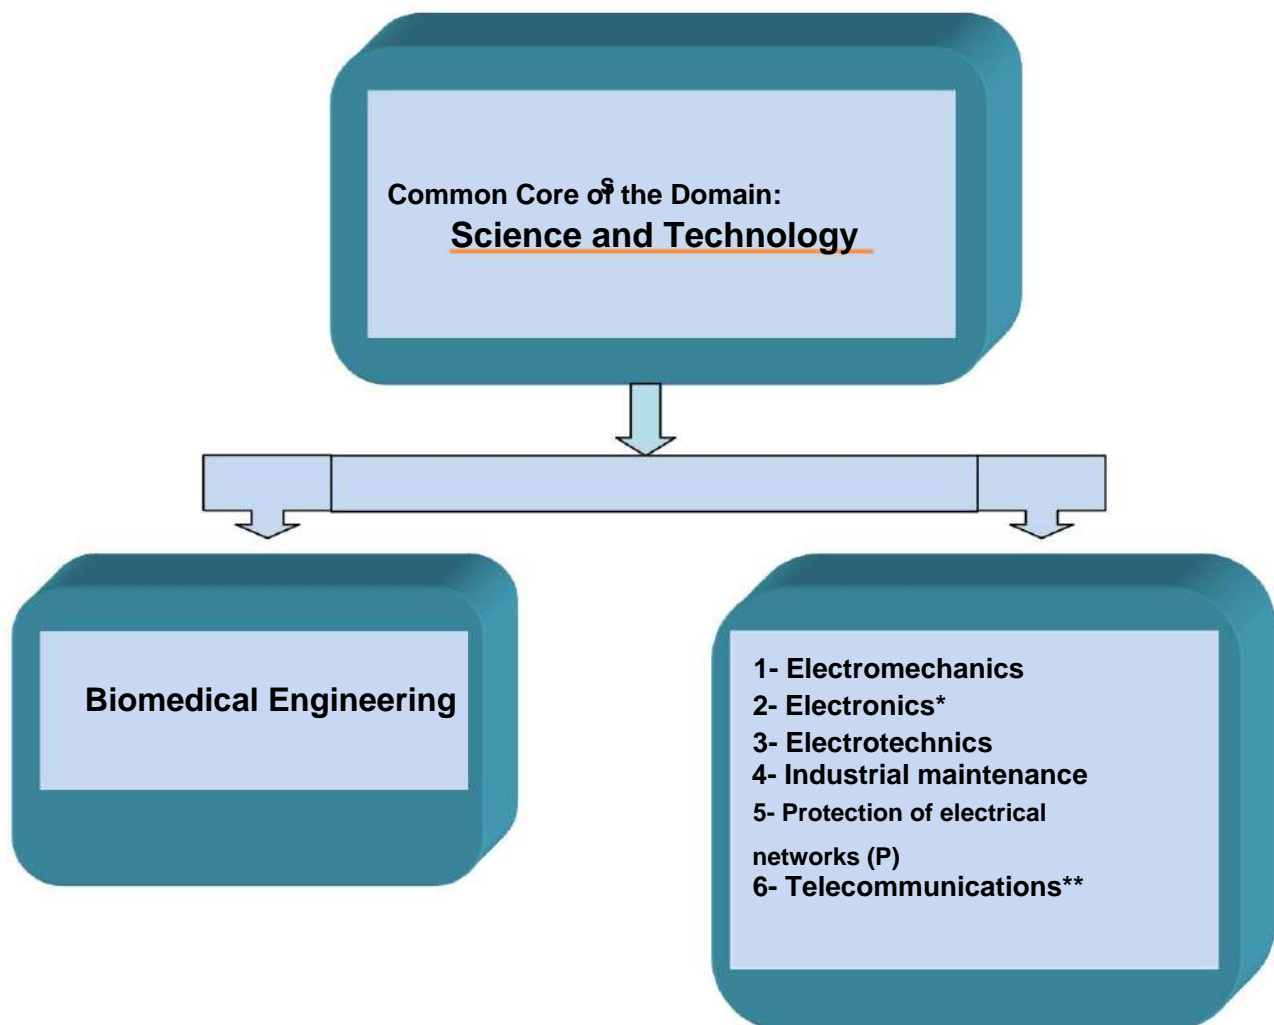 Common Core of the Domain:
Science and Technology
Biomedical Engineering
1- Electromechanics
2- Electronics*
3- Electrotechnics
4- Industrial maintenance
5- Protection of electrical
networks (P)
6- Telecommunications**